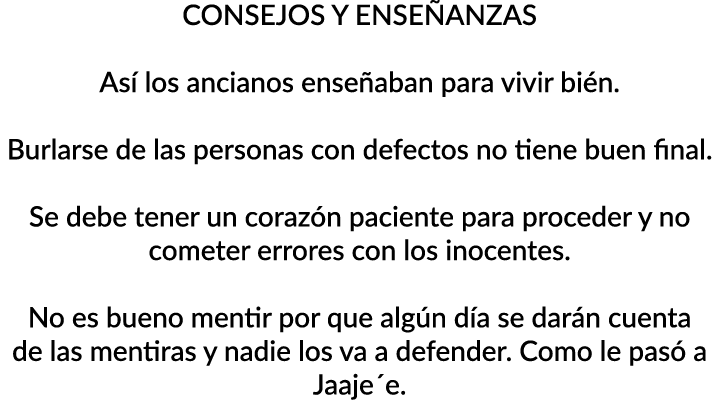 CONSEJOS Y ENSEÑANZAS
Así los ancianos enseñaban para vivir bién.
Burlarse de las personas con defectos no tiene buen final.
Se debe tener un corazón paciente para proceder y no
cometer errores con los inocentes.
No es bueno mentir por que algún día se darán cuenta
de las mentiras y nadie los va a defender. Como le pasó a
Jaaje´e.